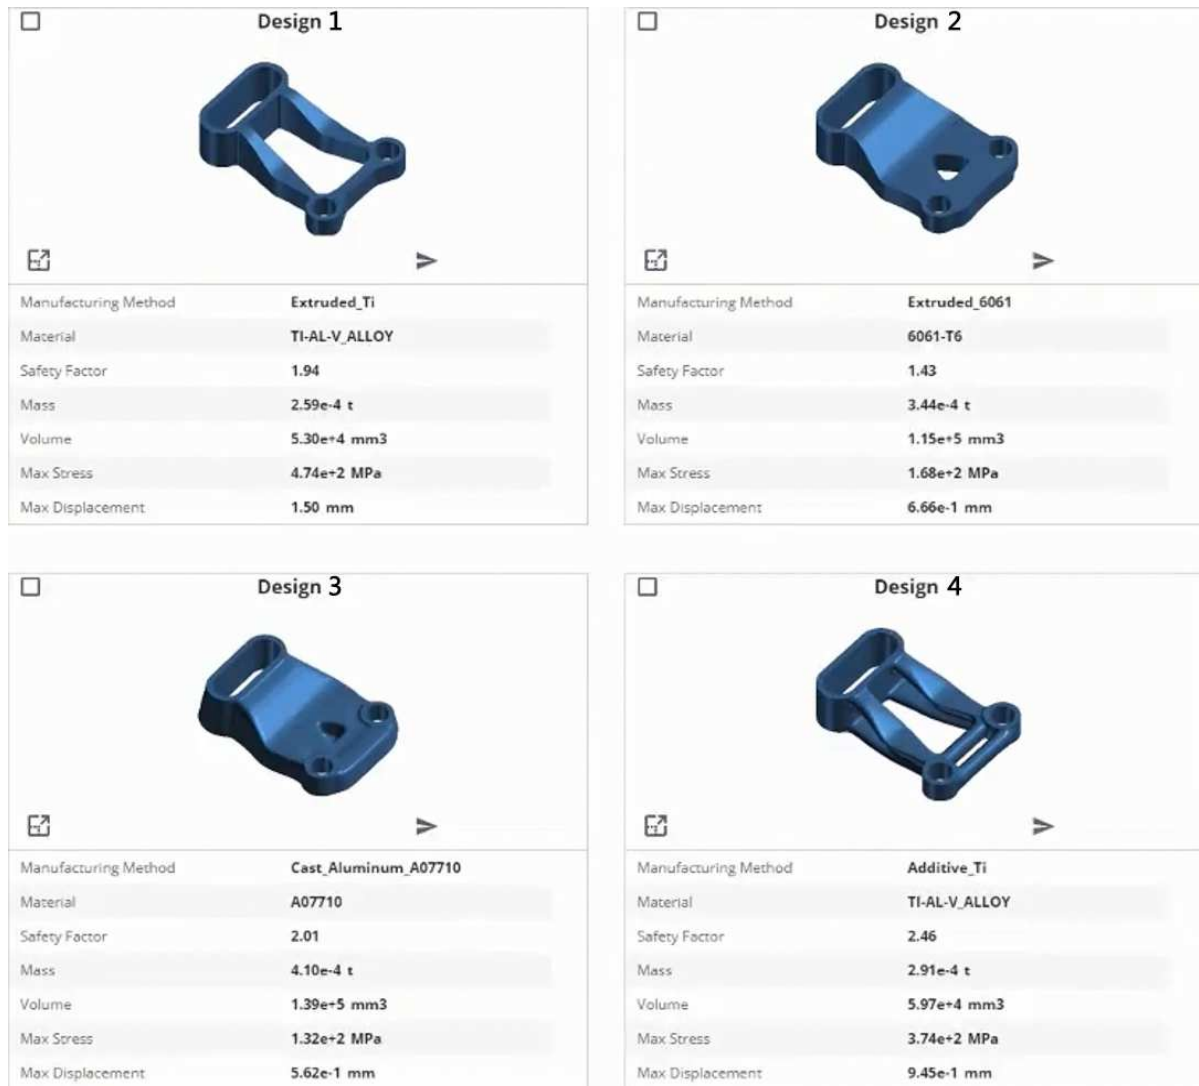 Design 1
Manufacturing Method Extruded_Ti
Material TI-AL-V_ALLOY
Safety Factor 1.94
Mass 2.59e-4 t
Volume 5.30e+4 mm3
Max Stress 4.74e+2 MPa
Max Displacement 1.50 mm
Design 2
Manufacturing Method Extruded_6061
Material 6061-T6
Safety Factor 1.43
Mass 3.44e-4 t
Volume 1.15e+5 mm3
Max Stress 1.68e+2 MPa
Max Displacement 6.66e-1 mm
Design 3
Manufacturing Method Cast_Aluminum_A07710
Material A07710
Safety Factor 2.01
Mass 4.10e-4 t
Volume 1.39e+5 mm3
Max Stress 1.32e+2 MPa
Max Displacement 5.62e-1 mm
Design 4
Manufacturing Method Additive_Ti
Material TI-AL-V_ALLOY
Safety Factor 2.46
Mass 2.91e-4 t
Volume 5.97e+4 mm3
Max Stress 3.74e+2 MPa
Max Displacement 9.45e-1 mm